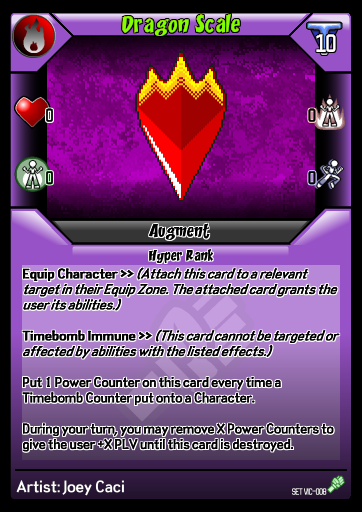 Dragon Scale
10
0
0
0
0
Augment
Hyper Rank
Equip Character >> (Attach this card to a relevant
target in their Equip Zone. The attached card grants the
user its abilities.)
Timebomb Immune >> (This card cannot be targeted or
affected by abilities with the listed effects.)
Put 1 Power Counter on this card every time a
Timebomb Counter put onto a Character.
During your turn, you may remove X Power Counters to
give the user +X PLV until this card is destroyed.
Artist: Joey Caci
SET VIC-008